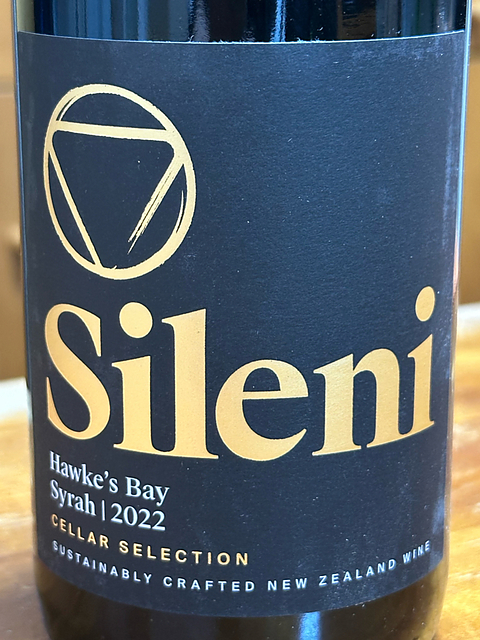 Sileni
Hawke's Bay
Syrah | 2022
CELLAR SELECTION
SUSTAINABLY CRAFTED NEW ZEALAND WINE